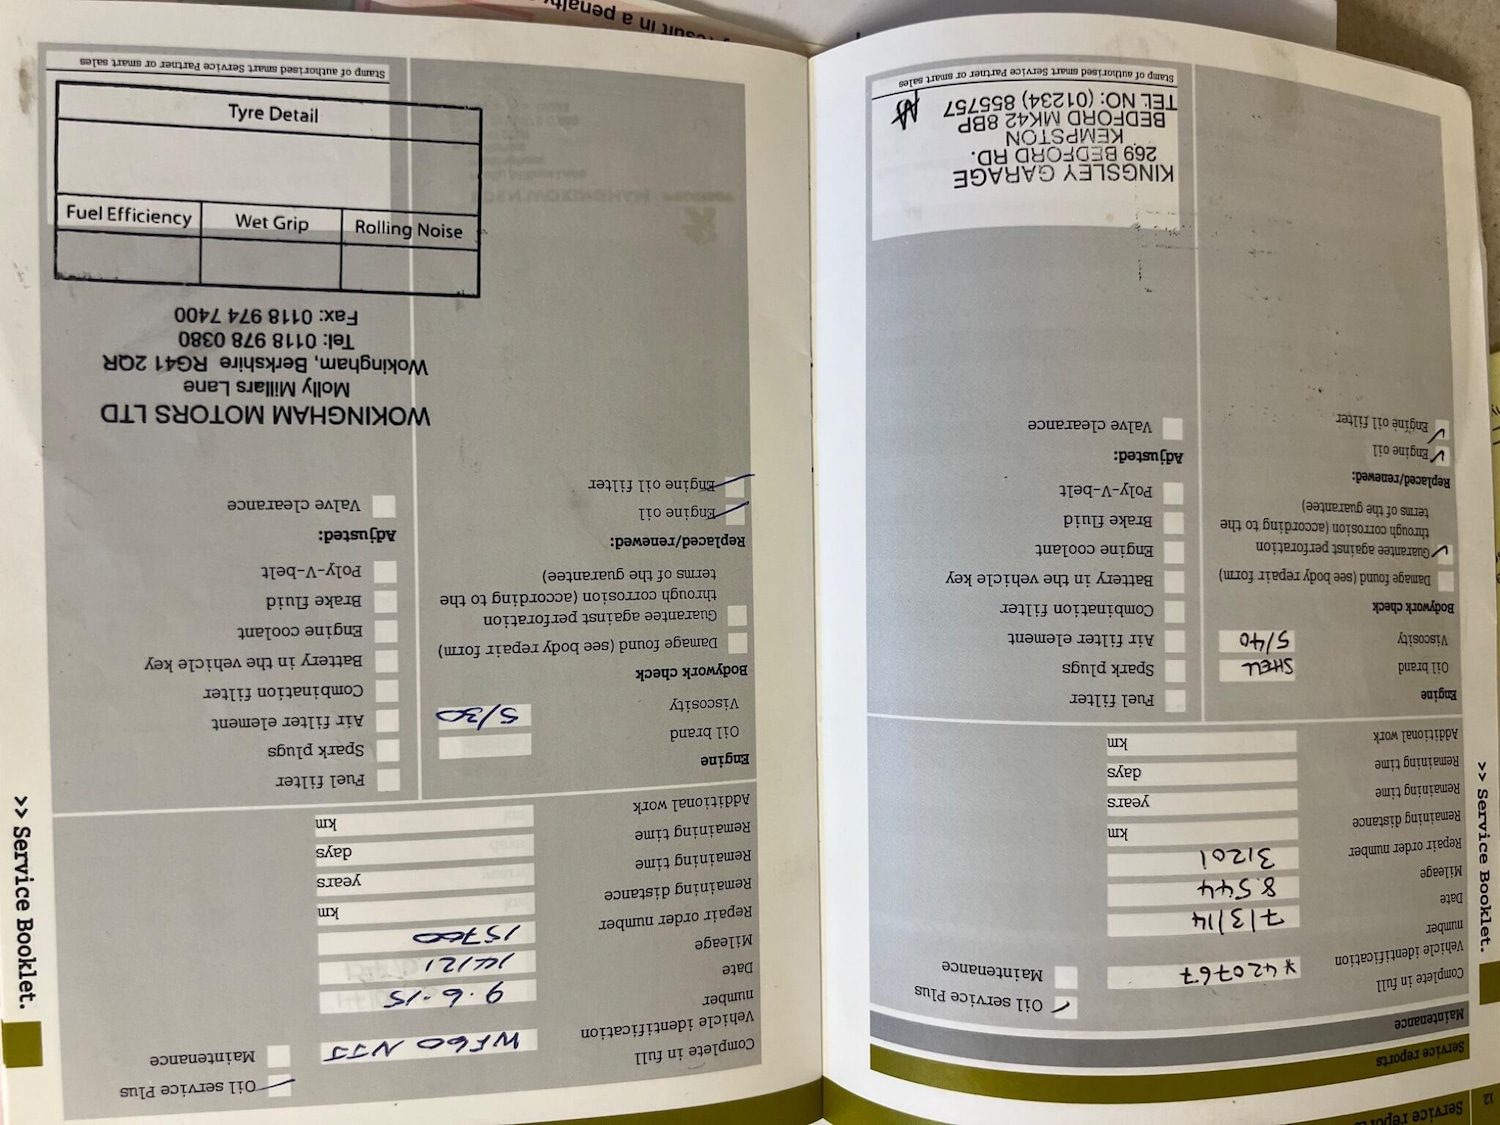 12 Service reports
Service reports
Maintenance
Complete in full
Oil service Plus
Vehicle identification number *420767
Maintenance
Date 7/3/14
Mileage 8544
Repair order number 31201
Remaining distance km
Remaining time years
Remaining time days
Additional work km
Engine
Oil brand SHELL
Viscosity 5/40
Bodywork check
Damage found (see body repair form)
Guarantee against perforation
through corrosion (according to the
terms of the guarantee)
Replaced/renewed:
Engine oil
Engine oil filter
Fuel filter
Spark plugs
Air filter element
Combination filter
Battery in the vehicle key
Engine coolant
Brake fluid
Poly-V-belt
Adjusted:
Valve clearance
KINGSLEY GARAGE
269 BEDFORD RD.
KEMPSTON
BEDFORD MK42 8BP
TEL NO: (01234) 855757
Stamp of authorised smart Service Partner or smart sales
>> Service Booklet.
Complete in full
Oil service Plus
Vehicle identification number WF60 NJJ
Maintenance
Date 9.6.15
Mileage 14121
Repair order number 15700
Remaining distance km
Remaining time years
Remaining time days
Additional work km
Engine
Oil brand
Viscosity 5/30
Bodywork check
Damage found (see body repair form)
Guarantee against perforation
through corrosion (according to the
terms of the guarantee)
Replaced/renewed:
Engine oil
Engine oil filter
Fuel filter
Spark plugs
Air filter element
Combination filter
Battery in the vehicle key
Engine coolant
Brake fluid
Poly-V-belt
Adjusted:
Valve clearance
WOKINGHAM MOTORS LTD
Molly Millars Lane
Wokingham, Berkshire RG41 2QR
Tel: 0118 978 0380
Fax: 0118 974 7400
Tyre Detail
Fuel Efficiency Wet Grip Rolling Noise
Stamp of authorised smart Service Partner or smart sales
>> Service Booklet.
result in a penalty